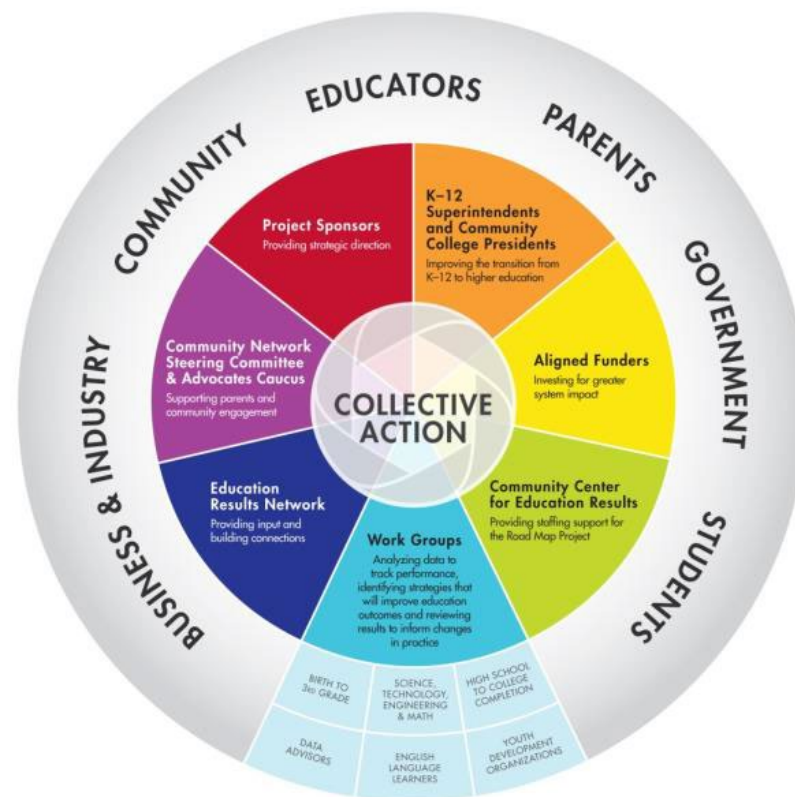 EDUCATORS
PARENTS
GOVERNMENT
STUDENTS
COMMUNITY
BUSINESS & INDUSTRY
Project Sponsors
Providing strategic direction
K–12
Superintendents
and Community
College Presidents
Improving the transition from
K–12 to higher education
Aligned Funders
Investing for greater
system impact
Community Center
for Education Results
Providing staffing support for
the Road Map Project
Work Groups
Analyzing data to
track performance,
identifying strategies that
will improve education
outcomes and reviewing
results to inform changes
in practice
Education
Results Network
Providing input and
building connections
Community Network
Steering Committee
& Advocates Caucus
Supporting parents and
community engagement
COLLECTIVE
ACTION
BIRTH TO
3RD GRADE
SCIENCE,
TECHNOLOGY,
ENGINEERING
& MATH
HIGH SCHOOL
TO COLLEGE
COMPLETION
DATA
ADVISORS
ENGLISH
LANGUAGE
LEARNERS
YOUTH
DEVELOPMENT
ORGANIZATIONS